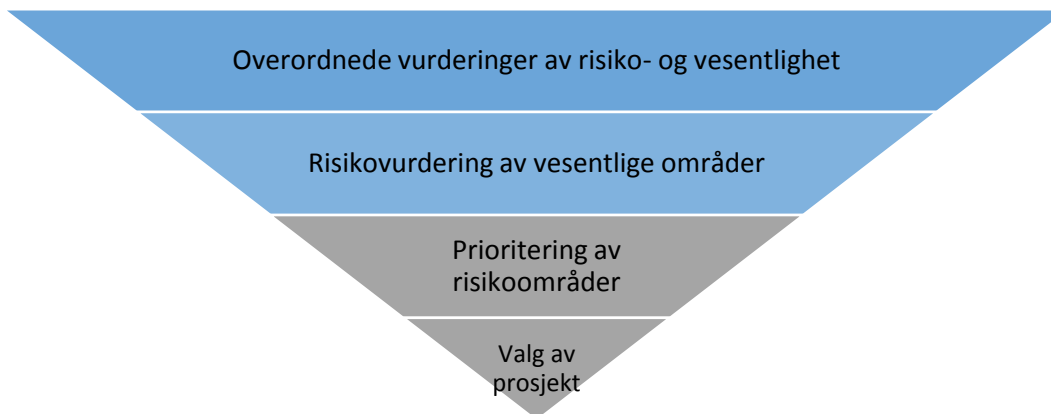 Overordnede vurderinger av risiko- og vesentlighet
Risikovurdering av vesentlige områder
Prioritering av
risikoområder
Valg av
prosjekt